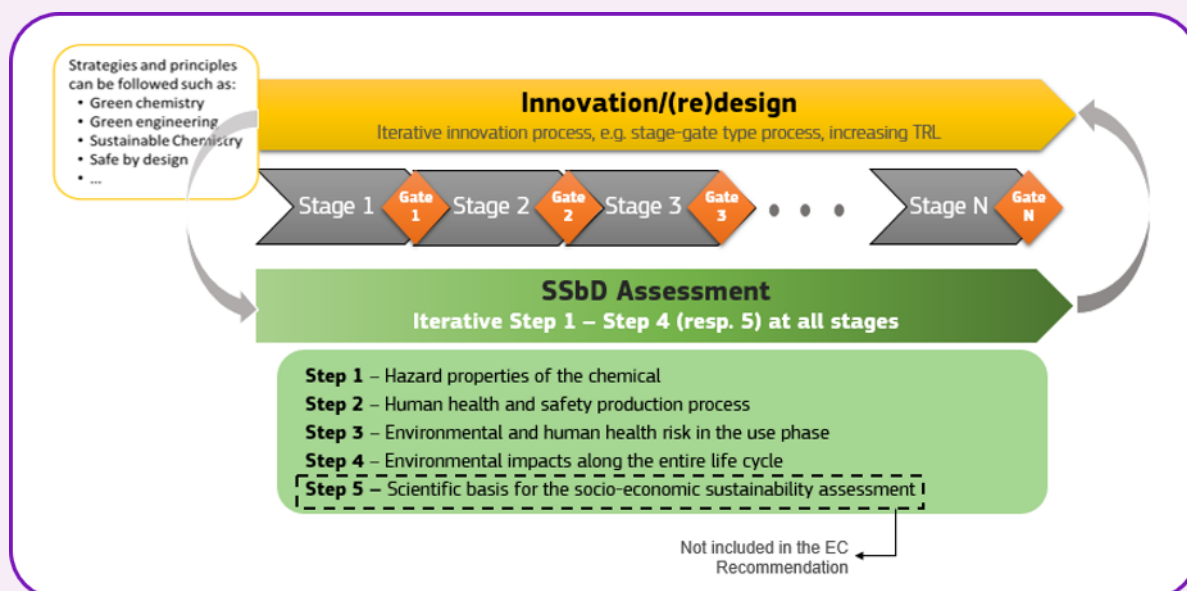 Strategies and principles
can be followed such as:
• Green chemistry
• Green engineering
• Sustainable Chemistry
• Safe by design
• ...
Innovation/(re)design
Iterative innovation process, e.g. stage-gate type process, increasing TRL
Stage 1
Gate
1
Stage 2
Gate
2
Stage 3
Gate
3
• • •
Stage N
Gate
N
SSbD Assessment
Iterative Step 1 – Step 4 (resp. 5) at all stages
Step 1 – Hazard properties of the chemical
Step 2 – Human health and safety production process
Step 3 – Environmental and human health risk in the use phase
Step 4 – Environmental impacts along the entire life cycle
Step 5 – Scientific basis for the socio-economic sustainability assessment
Not included in the EC
Recommendation